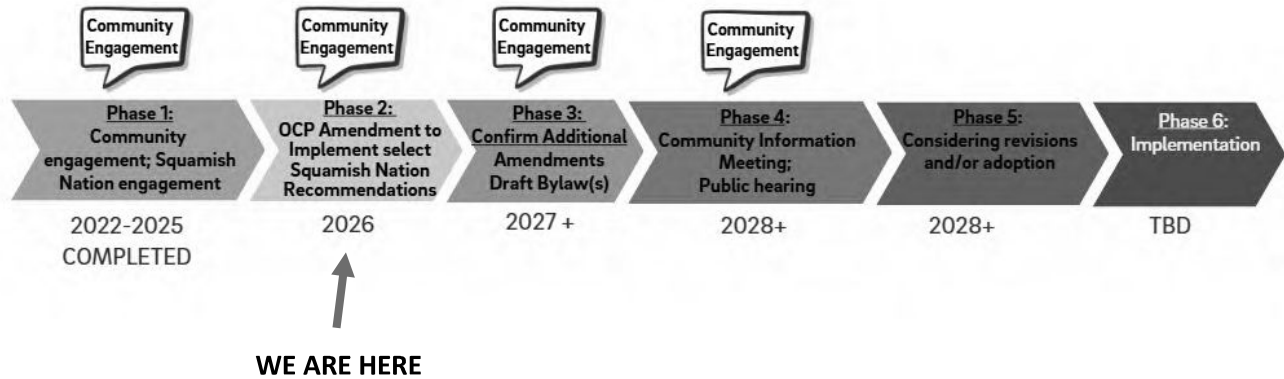 Community
Engagement
Community
Engagement
Community
Engagement
Community
Engagement
Phase 1:
Community
engagement; Squamish
Nation engagement
Phase 2:
OCP Amendment to
Implement select
Squamish Nation
Recommendations
Phase 3:
Confirm Additional
Amendments
Draft Bylaw(s)
Phase 4:
Community Information
Meeting;
Public hearing
Phase 5:
Considering revisions
and/or adoption
Phase 6:
Implementation
2022-2025
COMPLETED
2026
2027 +
2028+
2028+
TBD
WE ARE HERE